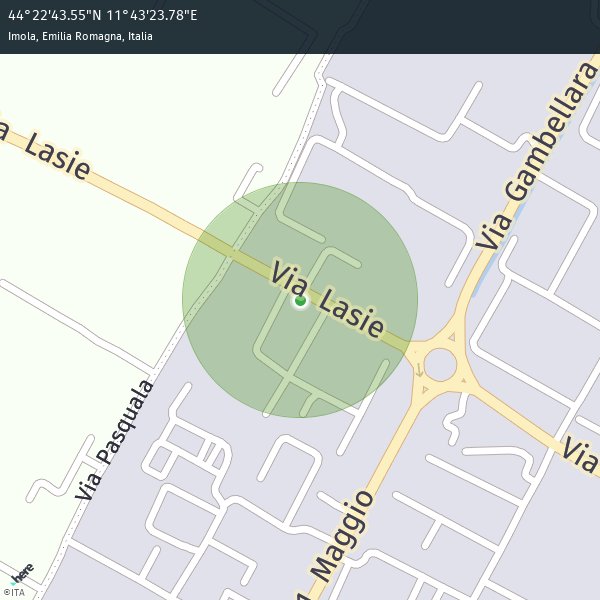 44°22'43.55"N 11°43'23.78"E
Imola, Emilia Romagna, Italia
Via Gambellara
Lasie
Via Lasie
Via Pasquala
Via
Maggio
here
©ITA